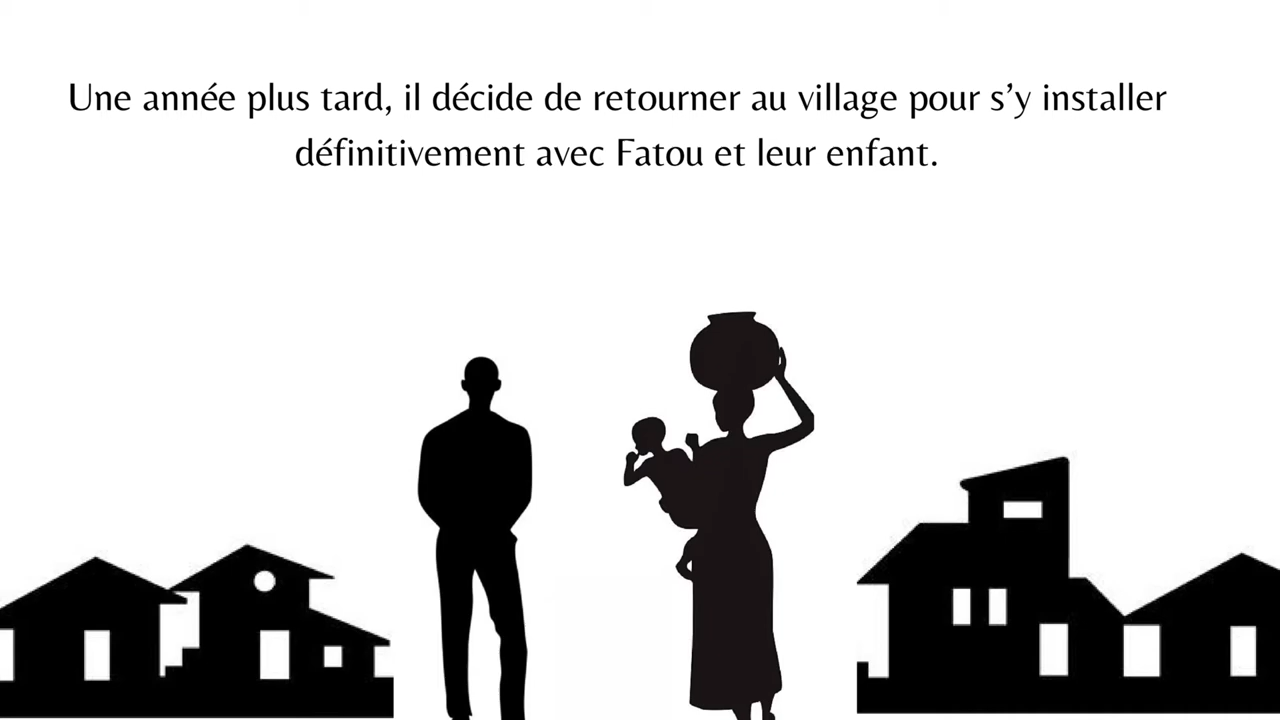 Une année plus tard, il décide de retourner au village pour s’y installer
définitivement avec Fatou et leur enfant.